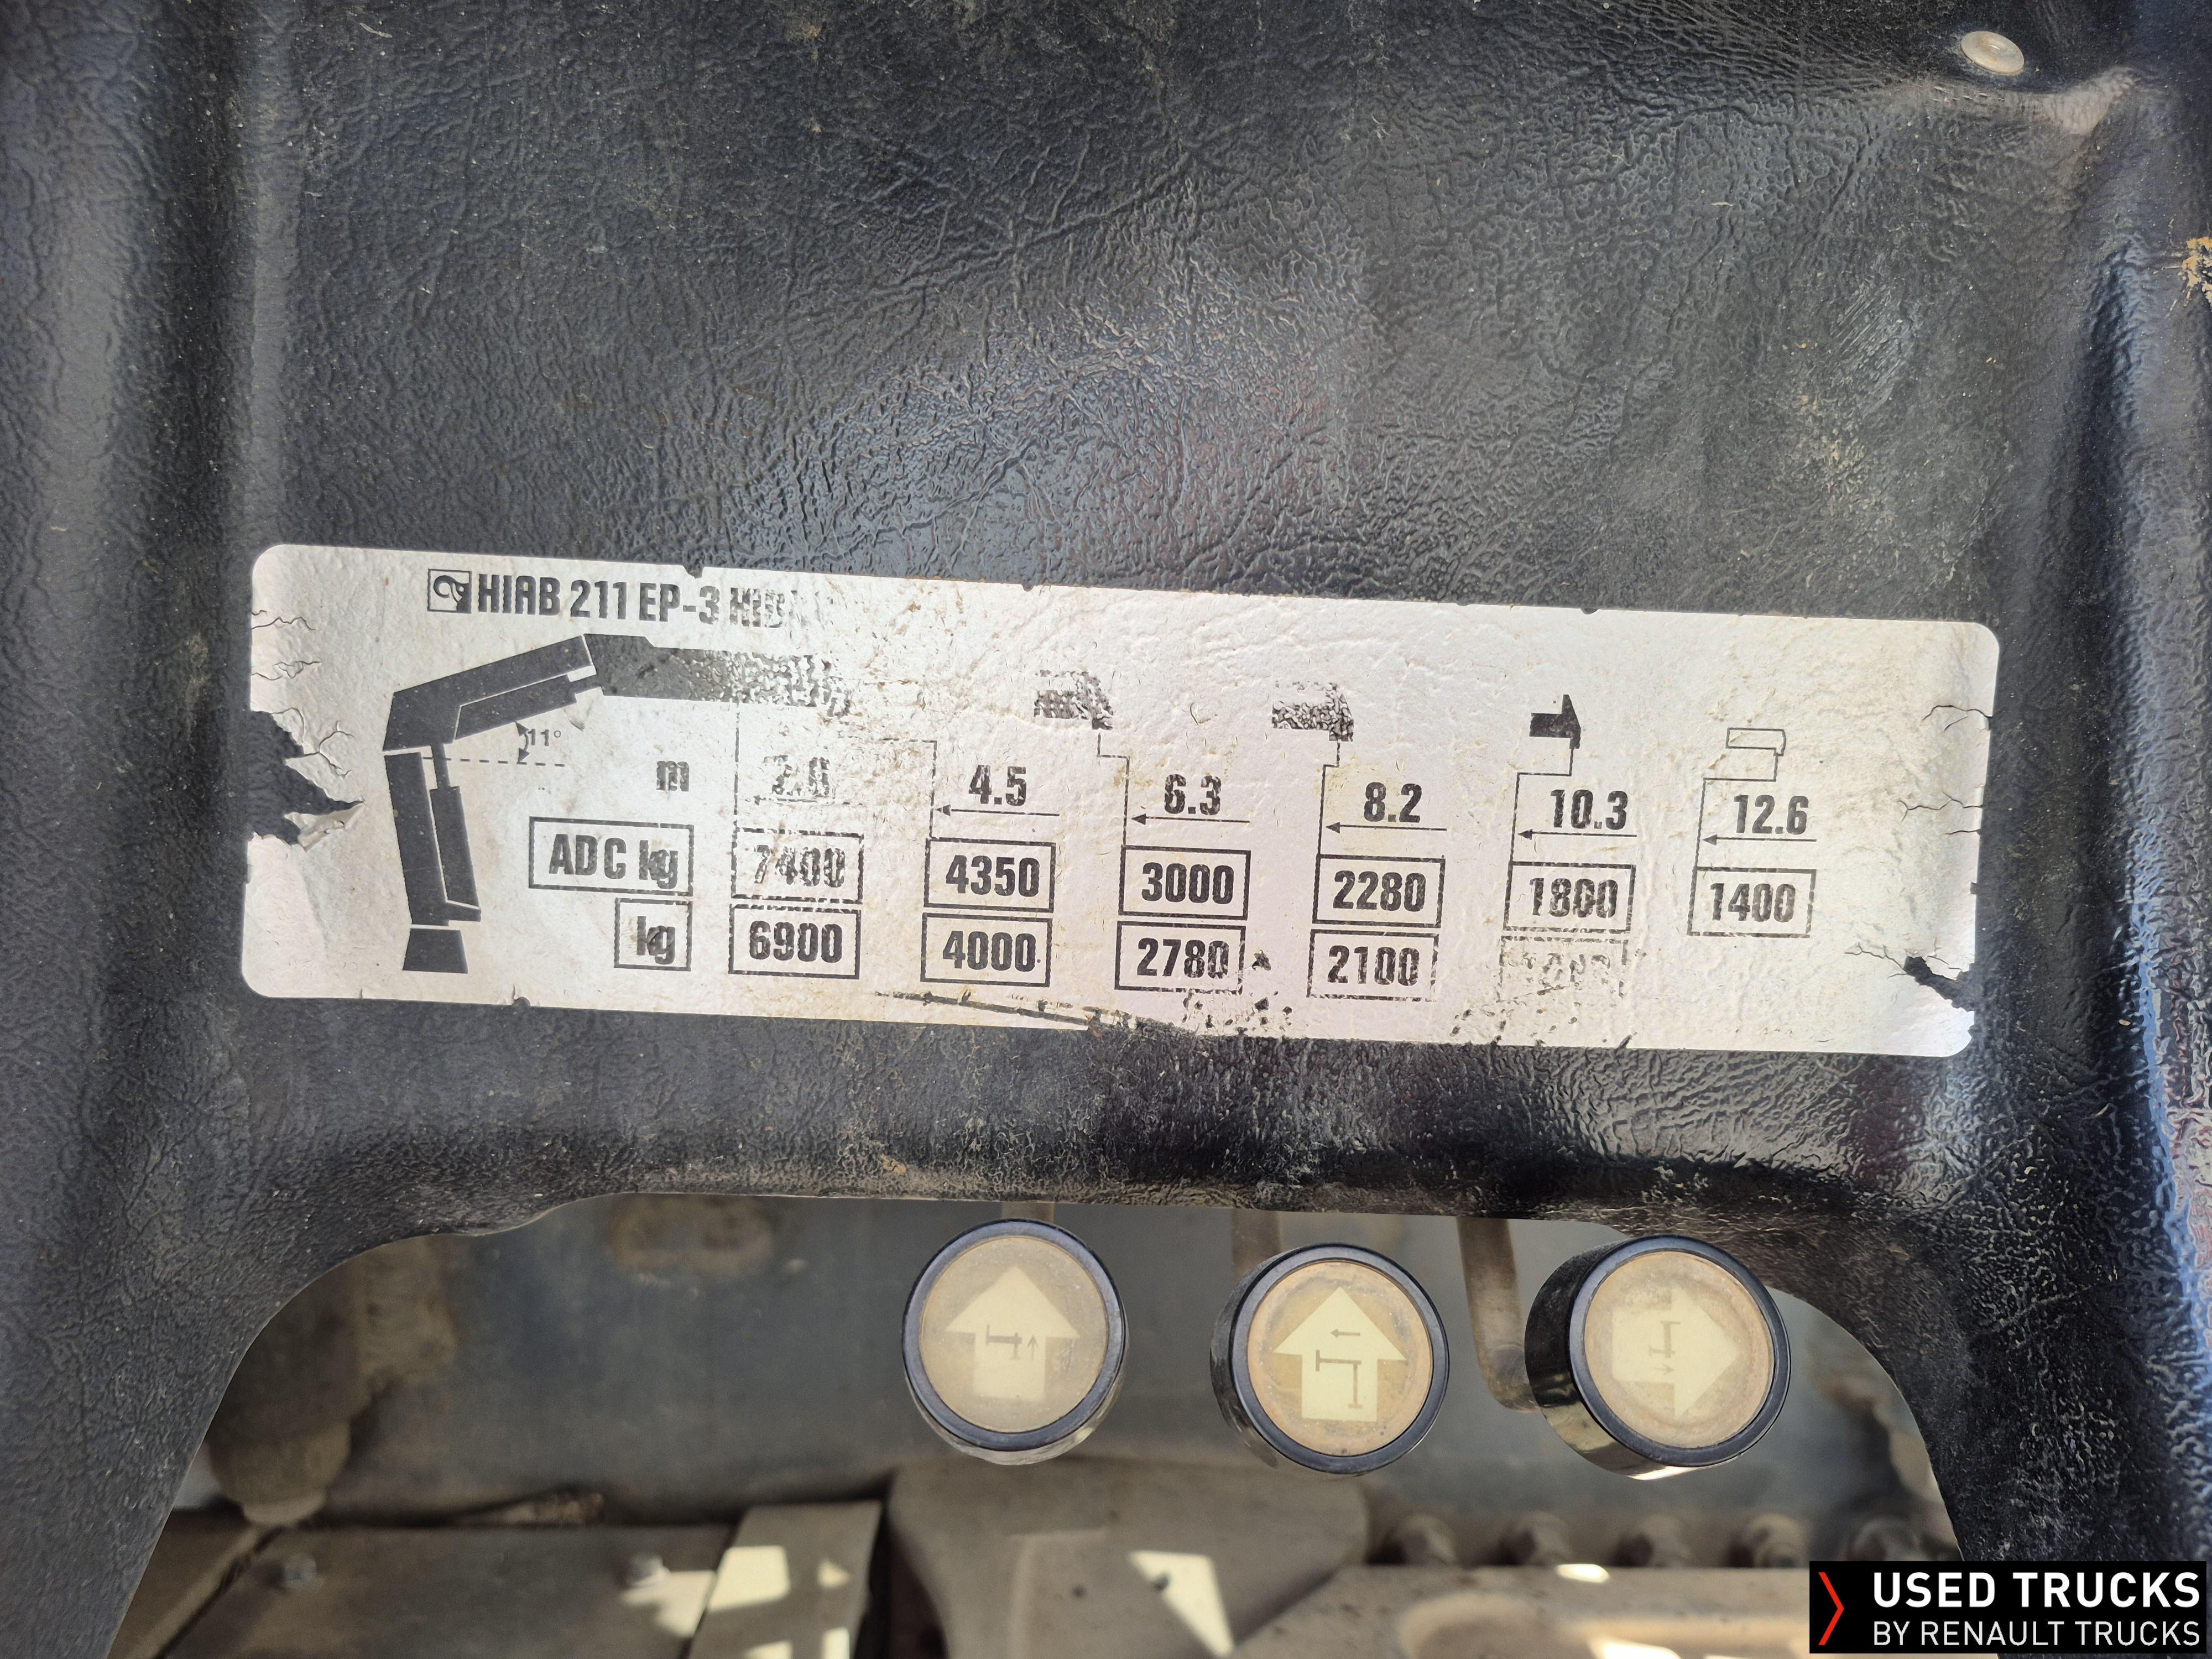 HIAB 211 EP-3
11°
m 4.5 6.3 8.2 10.3 12.6
ADC kg 7400 4350 3000 2280 1800 1400
kg 6900 4000 2780 2100
USED TRUCKS
BY RENAULT TRUCKS